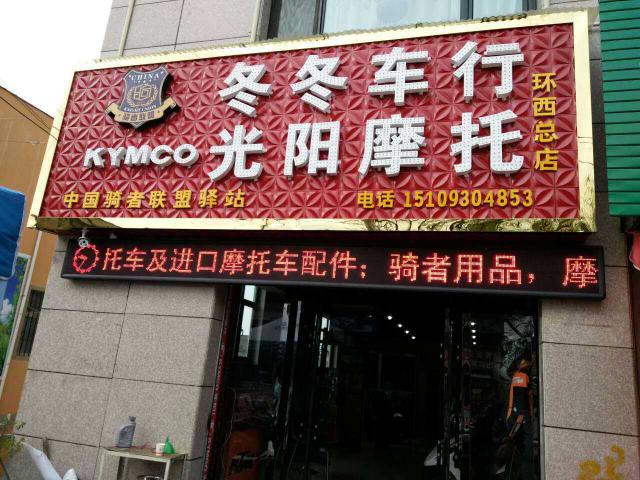 CHINA
冬冬车行
环西总店
KYMCO 光阳摩托
中国骑者联盟驿站
电话 15109304853
托车及进口摩托车配件；骑者用品，摩
KTM